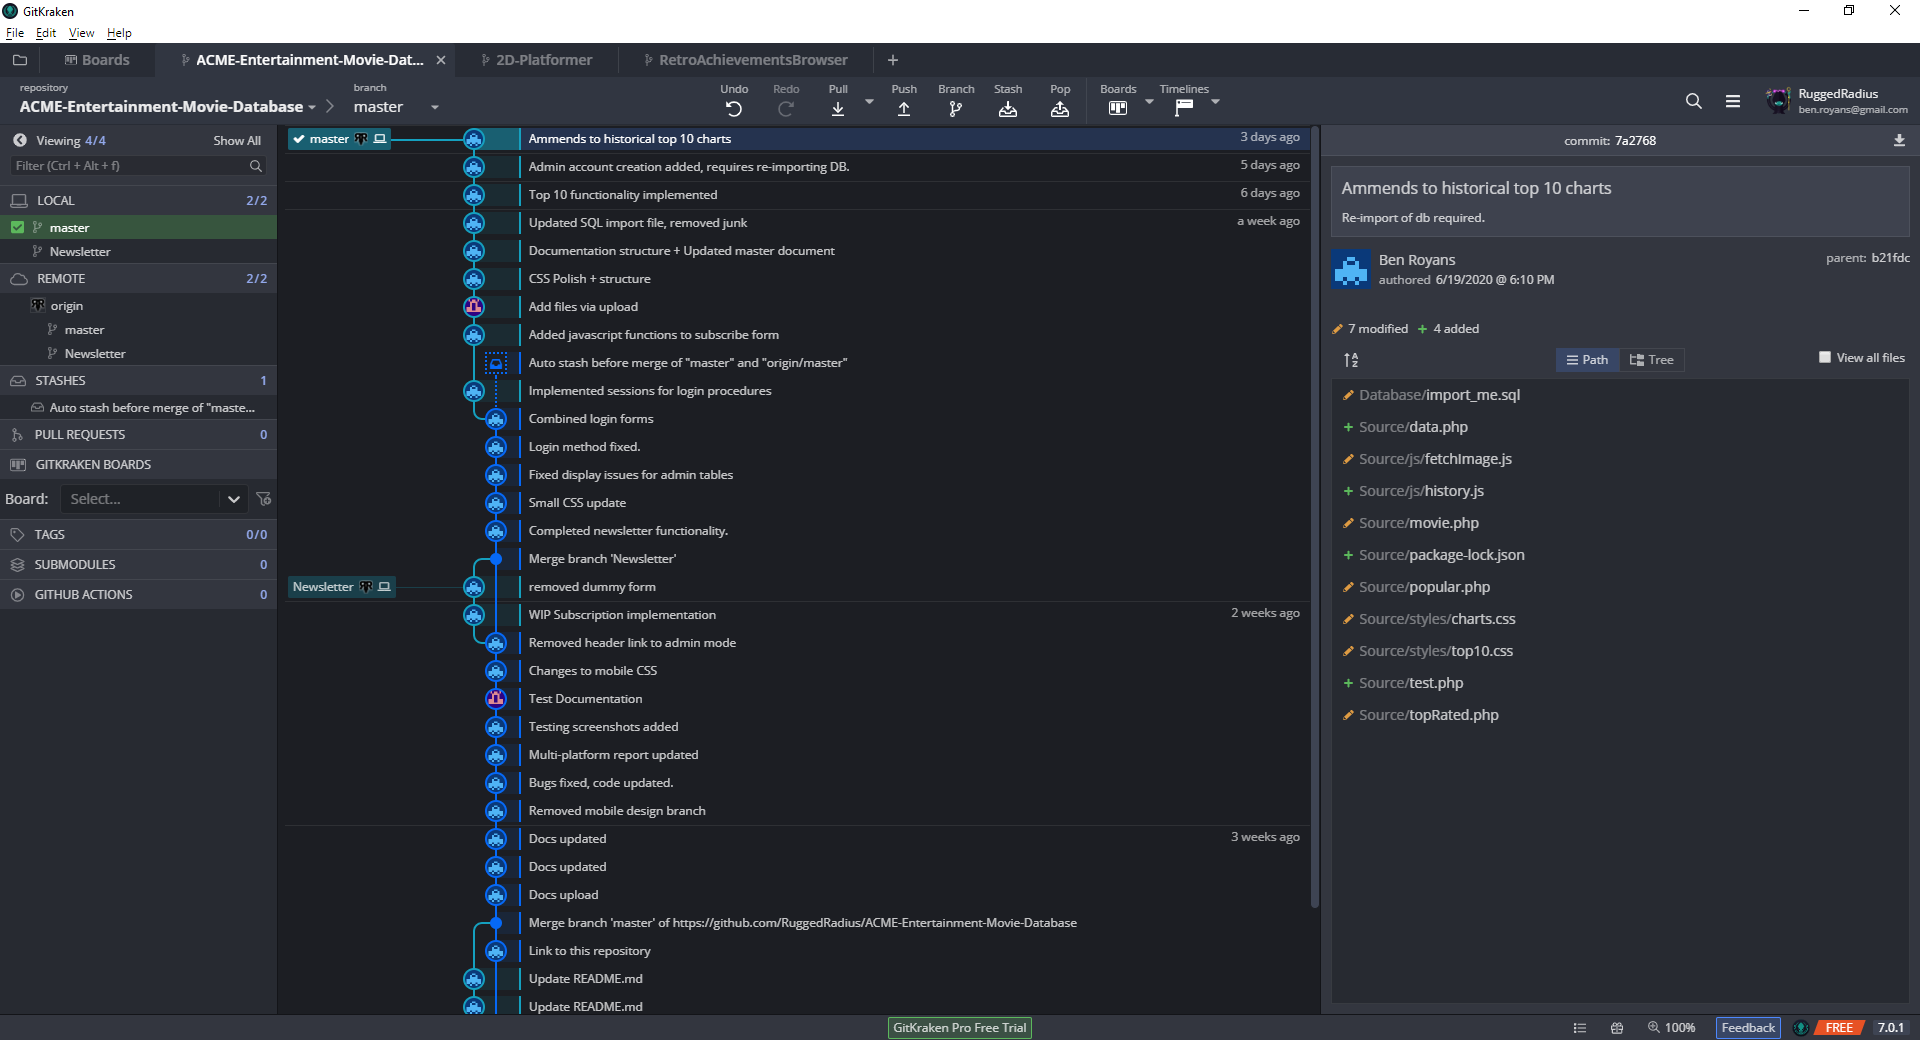 GitKraken
File Edit View Help
Boards
ACME-Entertainment-Movie-Dat...
2D-Platformer
RetroAchievementsBrowser
repository
ACME-Entertainment-Movie-Database
branch
master
Undo
Redo
Pull
Push
Branch
Stash
Pop
Boards
Timelines
RuggedRadius
ben.royans@gmail.com
Viewing 4/4
Show All
Filter (Ctrl + Alt + f)
LOCAL 2/2
master
Newsletter
REMOTE 2/2
origin
master
Newsletter
STASHES 1
Auto stash before merge of "maste...
PULL REQUESTS 0
GITKRAKEN BOARDS
Board: Select...
TAGS 0/0
SUBMODULES 0
GITHUB ACTIONS 0
master Ammends to historical top 10 charts 3 days ago
Admin account creation added, requires re-importing DB. 5 days ago
Top 10 functionality implemented 6 days ago
Updated SQL import file, removed junk a week ago
Documentation structure + Updated master document
CSS Polish + structure
Add files via upload
Added javascript functions to subscribe form
Auto stash before merge of "master" and "origin/master"
Implemented sessions for login procedures
Combined login forms
Login method fixed.
Fixed display issues for admin tables
Small CSS update
Completed newsletter functionality.
Merge branch 'Newsletter'
Newsletter removed dummy form
WIP Subscription implementation 2 weeks ago
Removed header link to admin mode
Changes to mobile CSS
Test Documentation
Testing screenshots added
Multi-platform report updated
Bugs fixed, code updated.
Removed mobile design branch
Docs updated 3 weeks ago
Docs updated
Docs upload
Merge branch 'master' of https://github.com/RuggedRadius/ACME-Entertainment-Movie-Database
Link to this repository
Update README.md
Update README.md
commit: 7a2768
Ammends to historical top 10 charts
Re-import of db required.
Ben Royans
authored 6/19/2020 @ 6:10 PM
parent: b21fdc
7 modified + 4 added
Path
Tree
View all files
Database/import_me.sql
+ Source/data.php
Source/js/fetchImage.js
+ Source/js/history.js
Source/movie.php
+ Source/package-lock.json
Source/popular.php
Source/styles/charts.css
Source/styles/top10.css
+ Source/test.php
Source/topRated.php
GitKraken Pro Free Trial
100%
Feedback
FREE
7.0.1